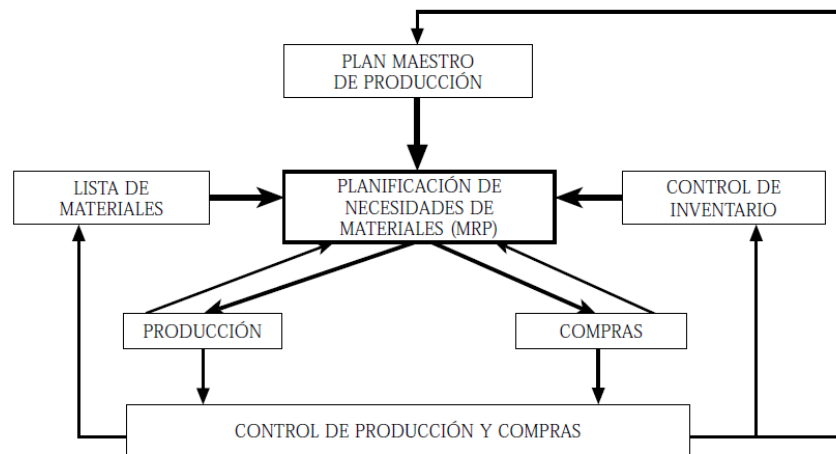 PLAN MAESTRO
DE PRODUCCIÓN
LISTA DE
MATERIALES
PLANIFICACIÓN DE
NECESIDADES DE
MATERIALES (MRP)
CONTROL DE
INVENTARIO
PRODUCCIÓN
COMPRAS
CONTROL DE PRODUCCIÓN Y COMPRAS